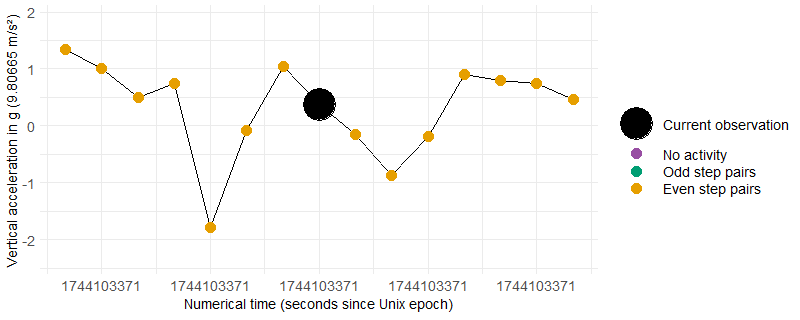 Vertical acceleration in g (9.80665 m/s²)
2
1
0
-1
-2
1744103371 1744103371 1744103371 1744103371 1744103371
Numerical time (seconds since Unix epoch)
Current observation
No activity
Odd step pairs
Even step pairs